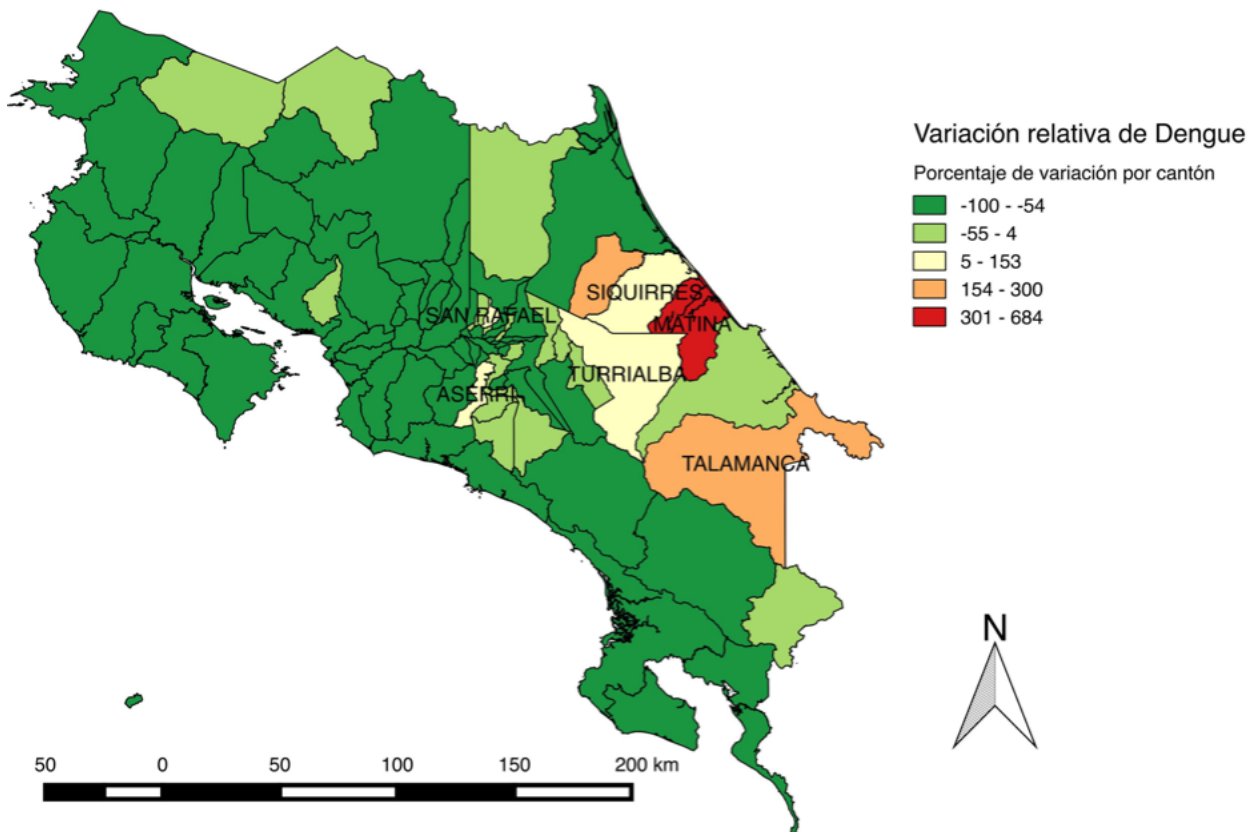 Variación relativa de Dengue
Porcentaje de variación por cantón
-100 - -54
-55 - 4
5 - 153
154 - 300
301 - 684
SIQUIRRES
SAN RAFAEL
MATINA
TURRIALBA
ASERRI
TALAMANCA
N
50 0 50 100 150 200 km